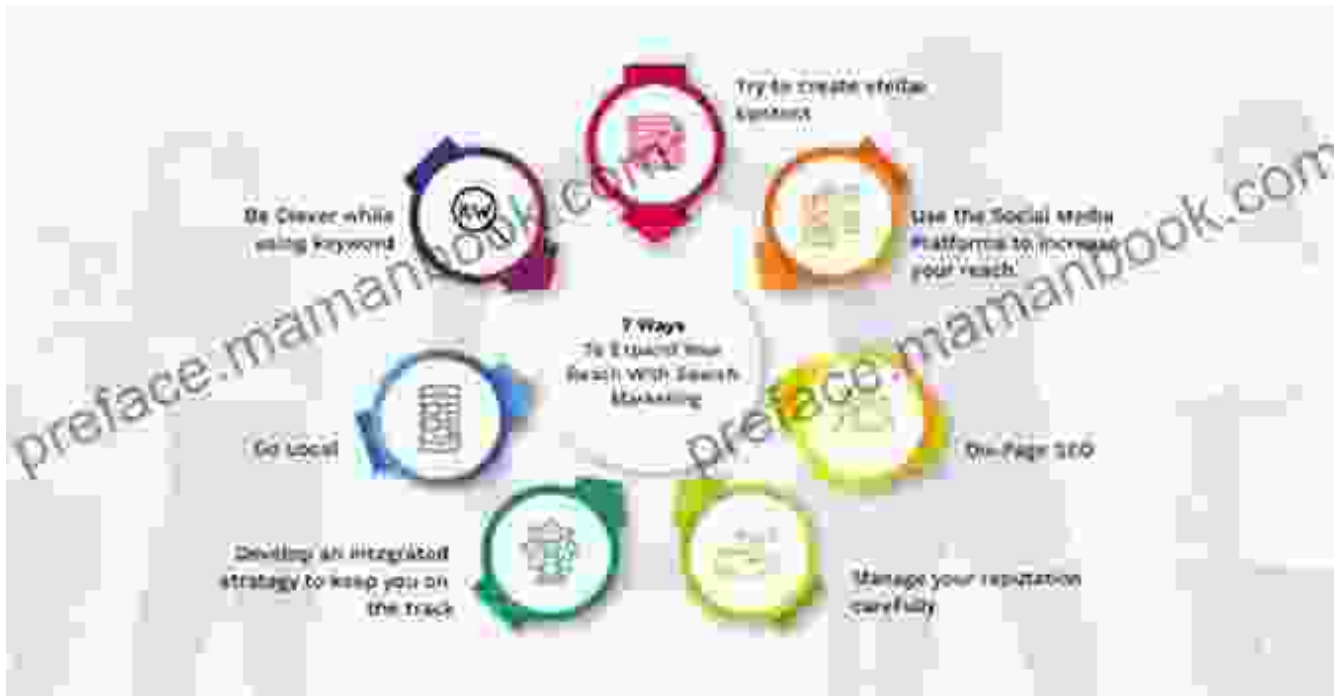 Try to create stellar
content
Use the Social Media
Platforms to increase
your reach
On-Page SEO
Manage your reputation
carefully
Develop an integrated
strategy to keep you on
the track
Go Local
Be Clever while
using keyword
KW
7 Ways
To Expand Your
Reach With Search
Marketing
preface.mamanbook.com
preface.mamanbook.com